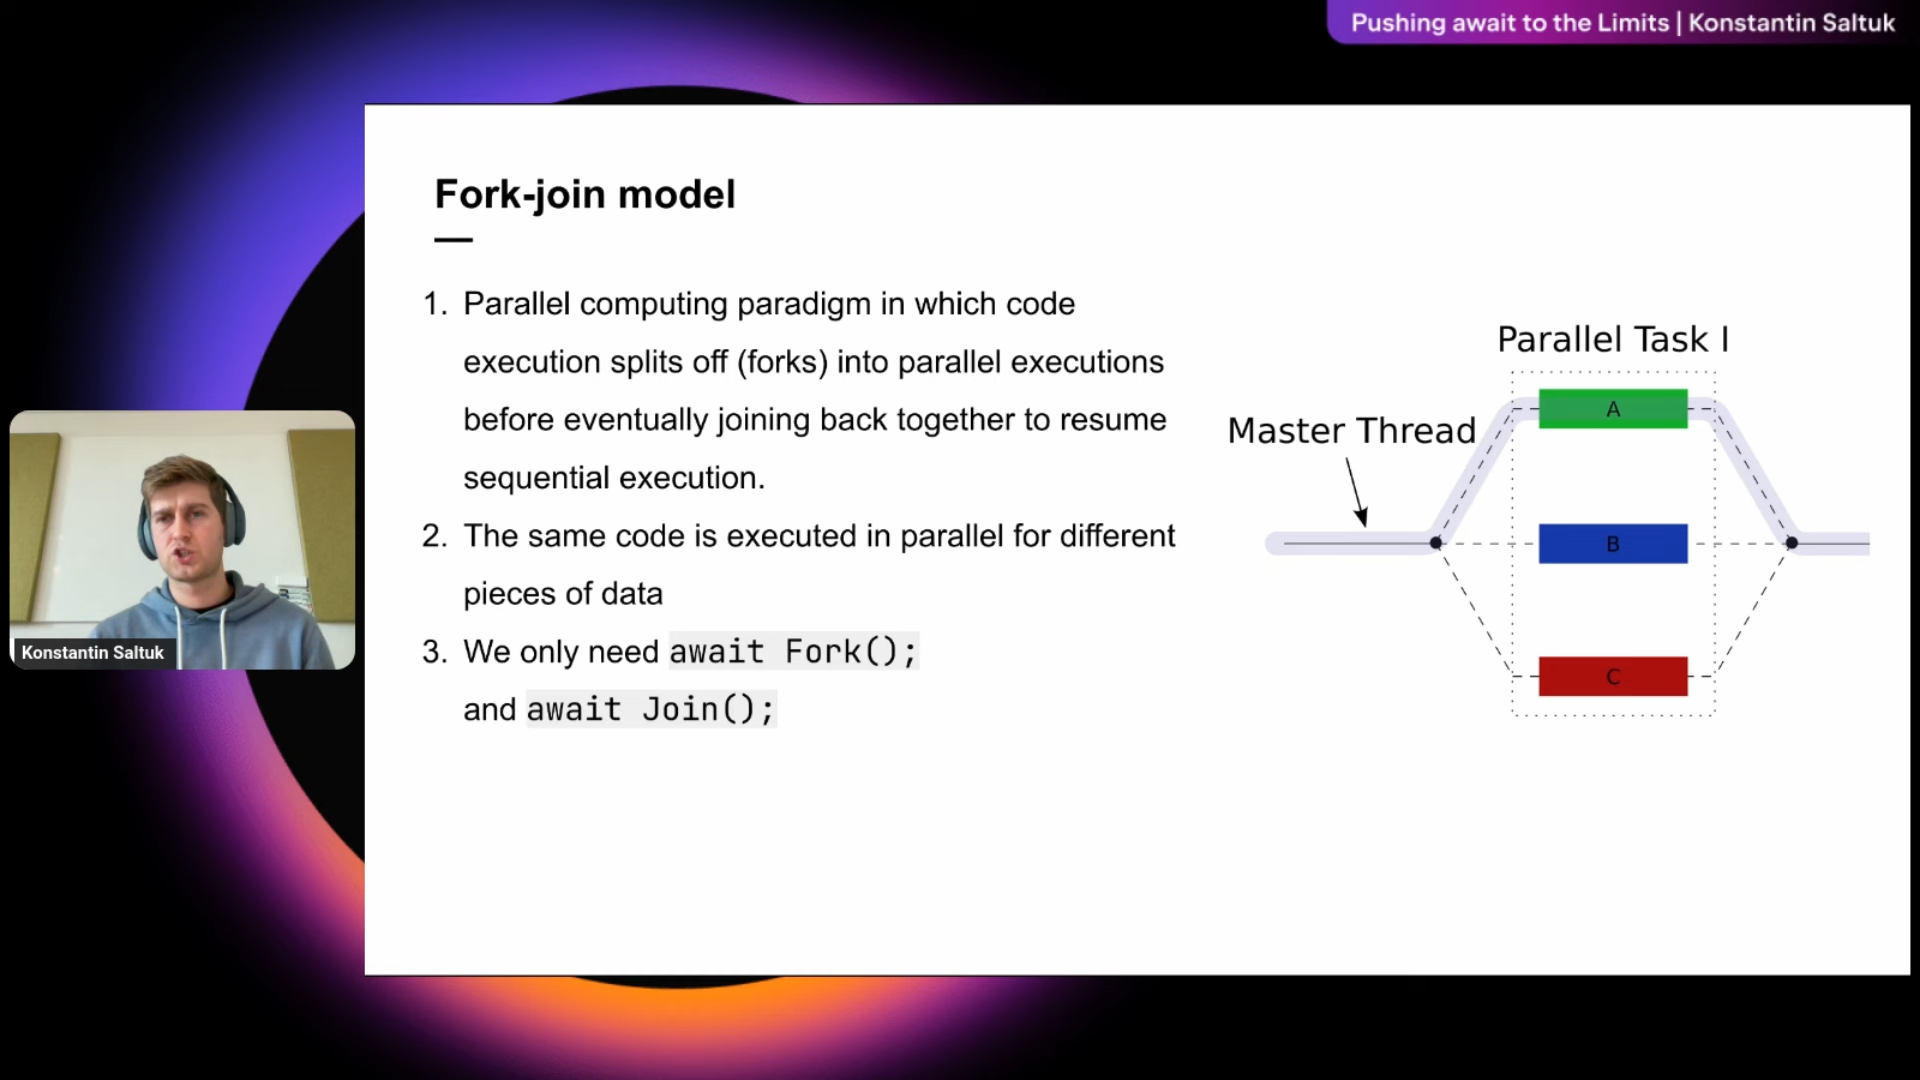 Pushing await to the Limits | Konstantin Saltuk
Fork-join model
1. Parallel computing paradigm in which code
execution splits off (forks) into parallel executions
before eventually joining back together to resume
sequential execution.
2. The same code is executed in parallel for different
pieces of data
3. We only need await Fork();
and await Join();
Parallel Task I
Master Thread
A
B
C
Konstantin Saltuk